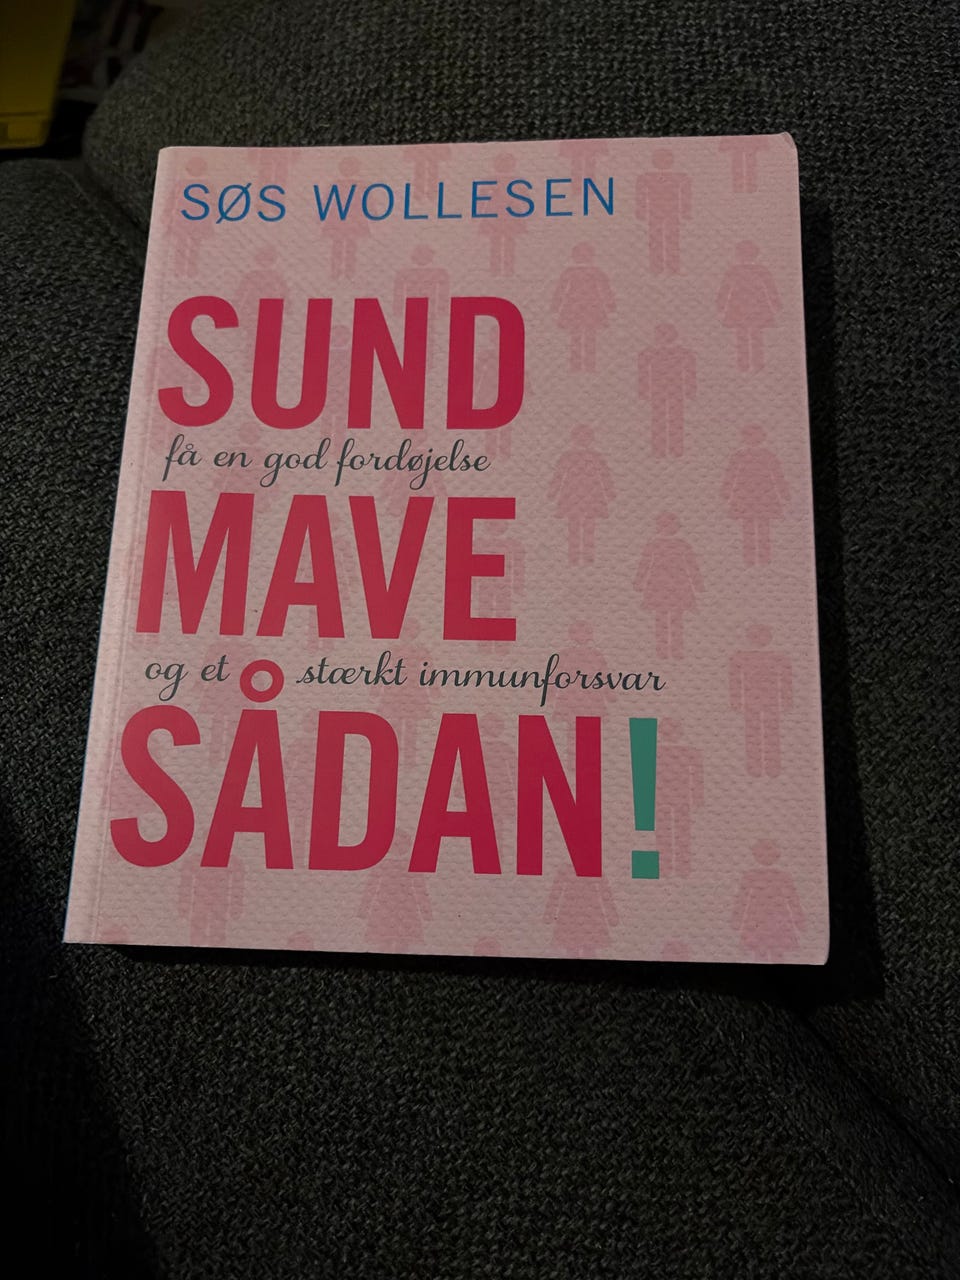 SØS WOLLESEN
SUND
få en god fordøjelse
MAVE
og et stærkt immunforsvar
SÅDAN!